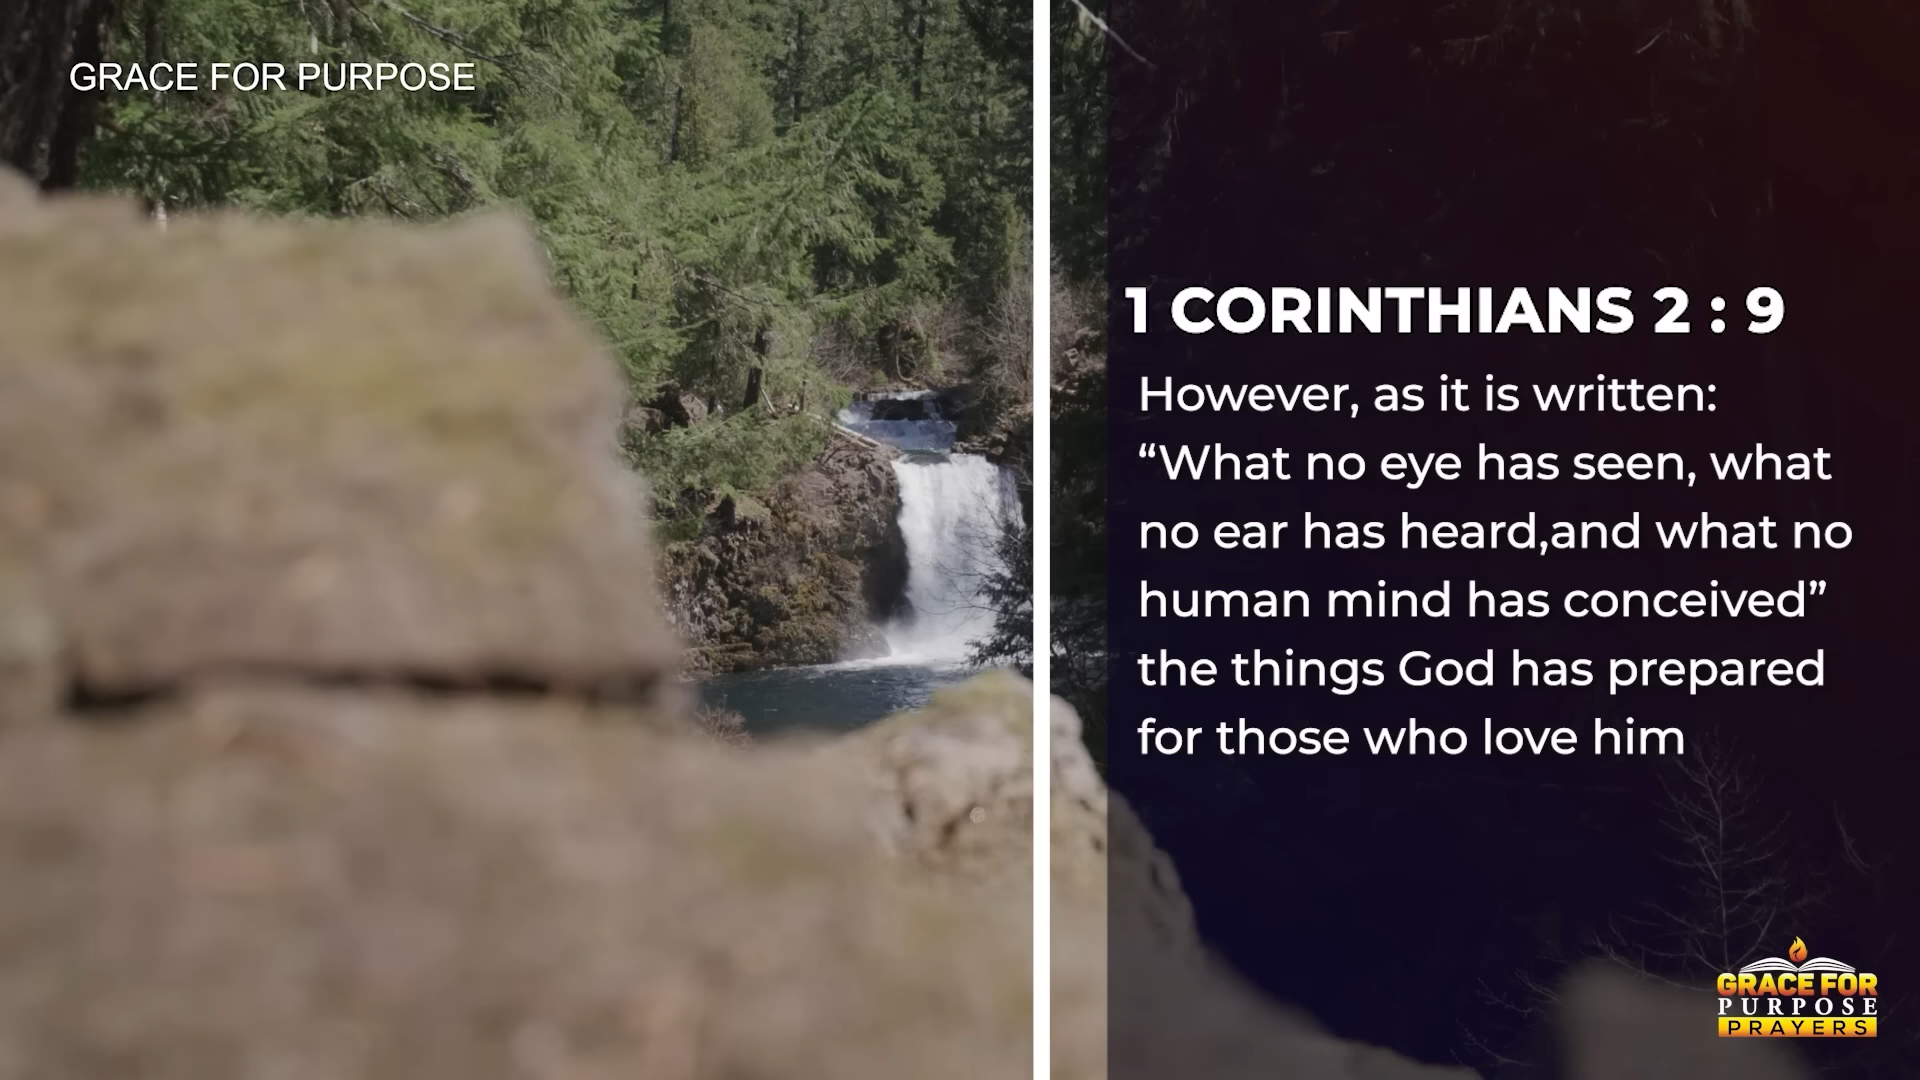 GRACE FOR PURPOSE
1 CORINTHIANS 2 : 9
However, as it is written:
“What no eye has seen, what
no ear has heard,and what no
human mind has conceived”
the things God has prepared
for those who love him
GRACE FOR
PURPOSE
PRAYERS